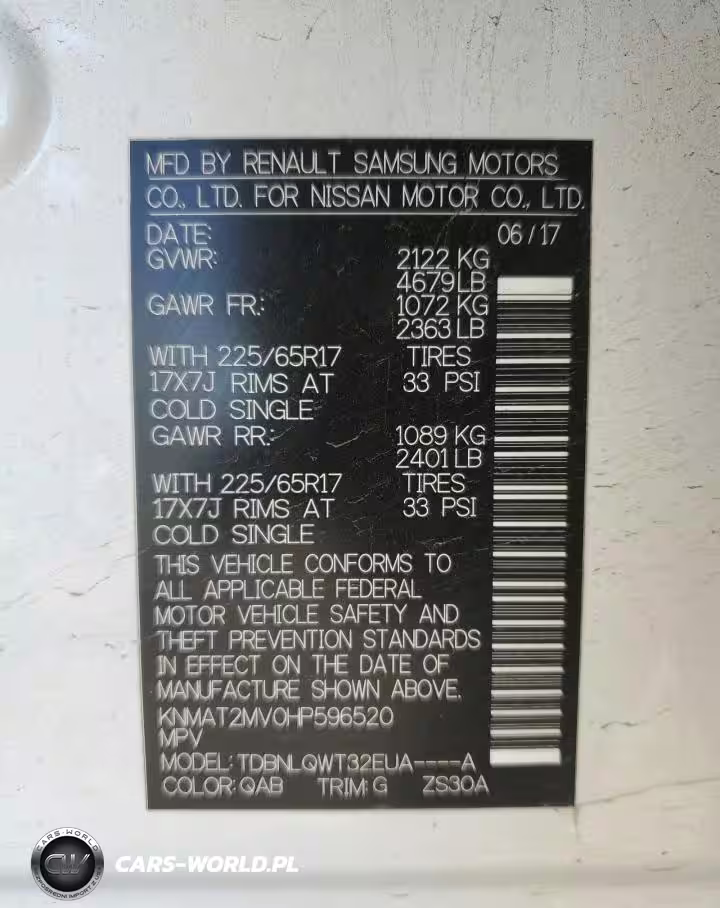 MFD BY RENAULT SAMSUNG MOTORS
CO., LTD. FOR NISSAN MOTOR CO., LTD.
DATE: 06 / 17
GVWR: 2122 KG
4679 LB
GAWR FR.: 1072 KG
2363 LB
WITH 225/65R17 TIRES
17X7J RIMS AT 33 PSI
COLD SINGLE
GAWR RR.: 1089 KG
2401 LB
WITH 225/65R17 TIRES
17X7J RIMS AT 33 PSI
COLD SINGLE
THIS VEHICLE CONFORMS TO
ALL APPLICABLE FEDERAL
MOTOR VEHICLE SAFETY AND
THEFT PREVENTION STANDARDS
IN EFFECT ON THE DATE OF
MANUFACTURE SHOWN ABOVE.
KNMAT2MV0HP596520
MPV
MODEL: TDBNLQWT32EUA----A
COLOR: QAB TRIM: G ZS30A
CARS-WORLD
CW
CARS-WORLD.PL